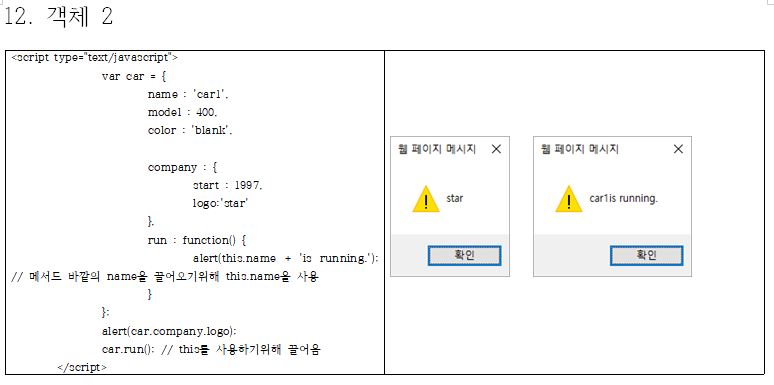 12. 객체 2
<script type="text/javascript">
var car = {
name : 'car1',
model : 400,
color : 'blank',
company : {
start : 1997,
logo:'star'
},
run : function() {
alert(this.name + 'is running.');
// 메서드 바깥의 name을 끌어오기위해 this.name을 사용
}
};
alert(car.company.logo);
car.run(); // this를 사용하기위해 끌어옴
</script>
웹 페이지 메시지
star
확인
웹 페이지 메시지
car1is running.
확인